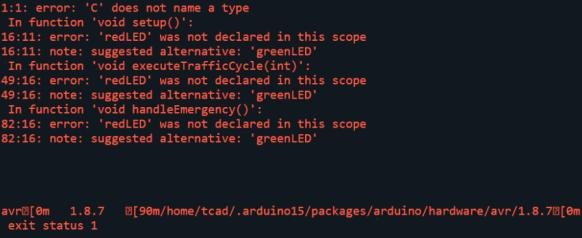 1:1: error: 'C' does not name a type
In function 'void setup()':
16:11: error: 'redLED' was not declared in this scope
16:11: note: suggested alternative: 'greenLED'
In function 'void executeTrafficCycle(int)':
49:16: error: 'redLED' was not declared in this scope
49:16: note: suggested alternative: 'greenLED'
In function 'void handleEmergency()':
82:16: error: 'redLED' was not declared in this scope
82:16: note: suggested alternative: 'greenLED'
avr⍰[0m 1.8.7 ⍰[90m/home/tcad/.arduino15/packages/arduino/hardware/avr/1.8.7⍰[0m
exit status 1